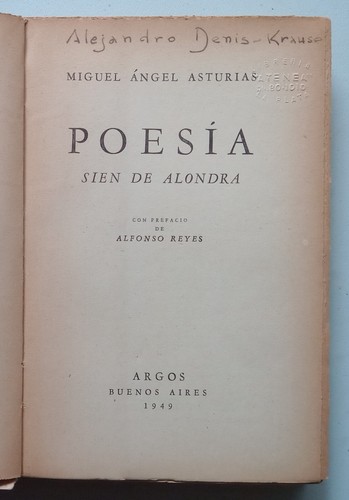 Alejandro Denis-Krause
MIGUEL ÁNGEL ASTURIAS
ATENEA
POESÍA
SIEN DE ALONDRA
CON PREFACIO
DE
ALFONSO REYES
ARGOS
BUENOS AIRES
1949